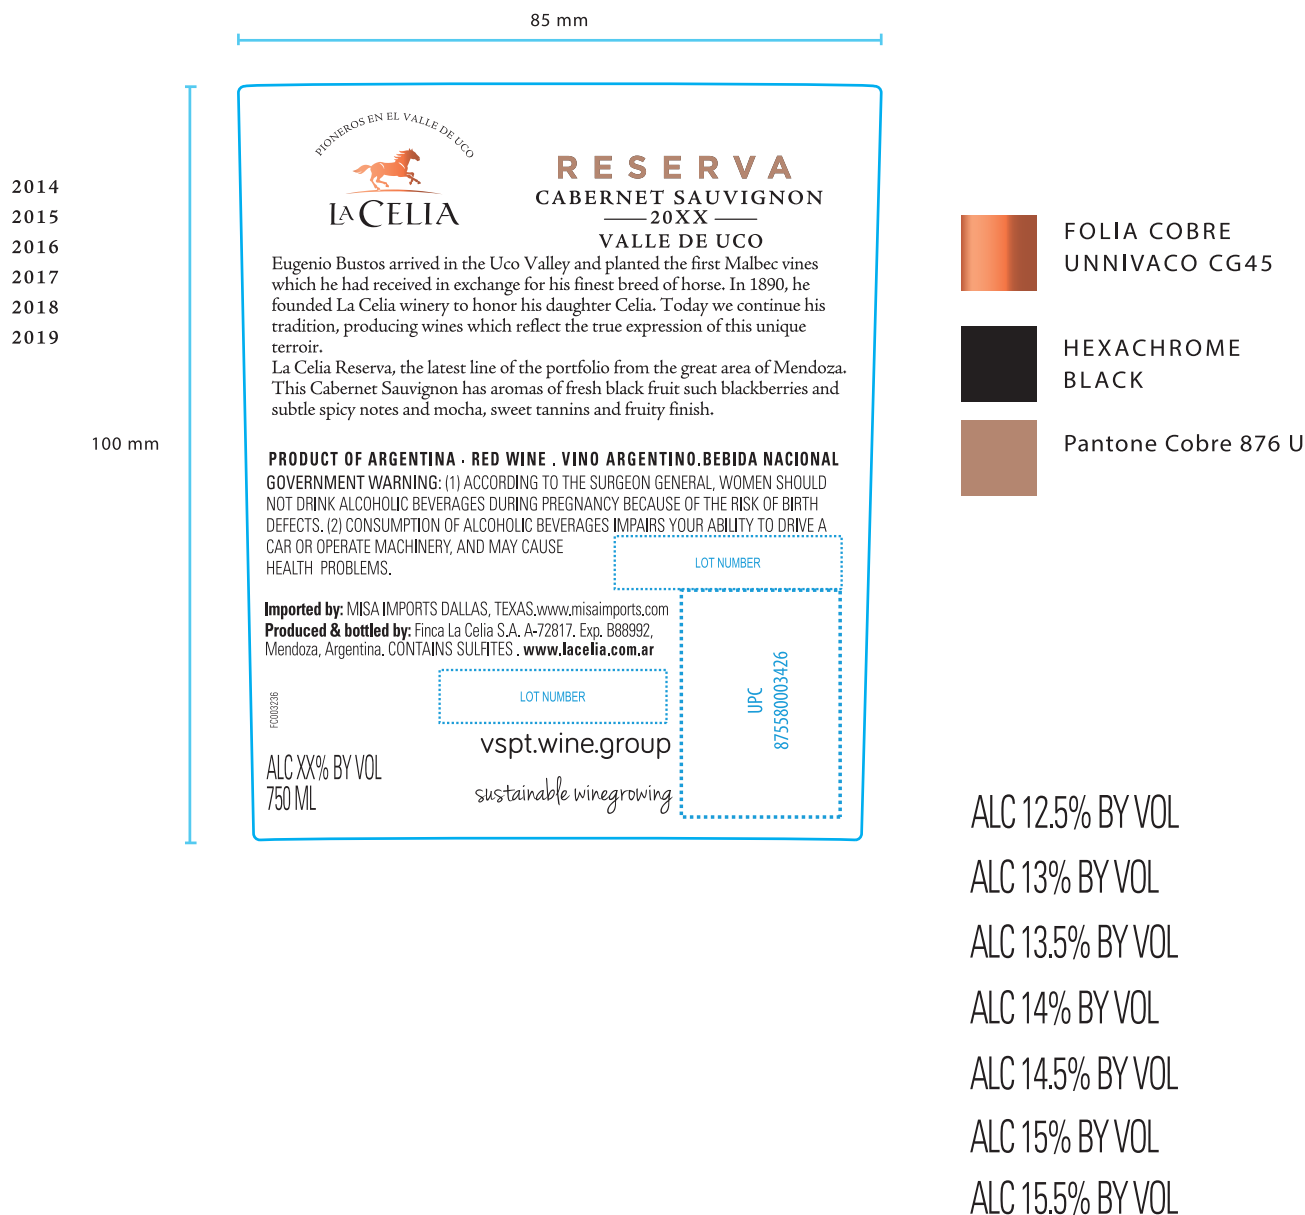 85 mm
2014
2015
2016
2017
2018
2019
100 mm
PIONEROS EN EL VALLE DE UCO
LA CELIA
RESERVA
CABERNET SAUVIGNON
20XX
VALLE DE UCO
Eugenio Bustos arrived in the Uco Valley and planted the first Malbec vines
which he had received in exchange for his finest breed of horse. In 1890, he
founded La Celia winery to honor his daughter Celia. Today we continue his
tradition, producing wines which reflect the true expression of this unique
terroir.
La Celia Reserva, the latest line of the portfolio from the great area of Mendoza.
This Cabernet Sauvignon has aromas of fresh black fruit such blackberries and
subtle spicy notes and mocha, sweet tannins and fruity finish.
PRODUCT OF ARGENTINA · RED WINE . VINO ARGENTINO.BEBIDA NACIONAL
GOVERNMENT WARNING: (1) ACCORDING TO THE SURGEON GENERAL, WOMEN SHOULD
NOT DRINK ALCOHOLIC BEVERAGES DURING PREGNANCY BECAUSE OF THE RISK OF BIRTH
DEFECTS. (2) CONSUMPTION OF ALCOHOLIC BEVERAGES IMPAIRS YOUR ABILITY TO DRIVE A
CAR OR OPERATE MACHINERY, AND MAY CAUSE
HEALTH PROBLEMS.
LOT NUMBER
Imported by: MISA IMPORTS DALLAS, TEXAS.www.misaimports.com
Produced & bottled by: Finca La Celia S.A. A-72817. Exp. B88992,
Mendoza, Argentina. CONTAINS SULFITES . www.lacelia.com.ar
LOT NUMBER
UPC
875580003426
FC003236
vspt.wine.group
sustainable winegrowing
ALC XX% BY VOL
750 ML
FOLIA COBRE
UNNIVACO CG45
HEXACHROME
BLACK
Pantone Cobre 876 U
ALC 12.5% BY VOL
ALC 13% BY VOL
ALC 13.5% BY VOL
ALC 14% BY VOL
ALC 14.5% BY VOL
ALC 15% BY VOL
ALC 15.5% BY VOL